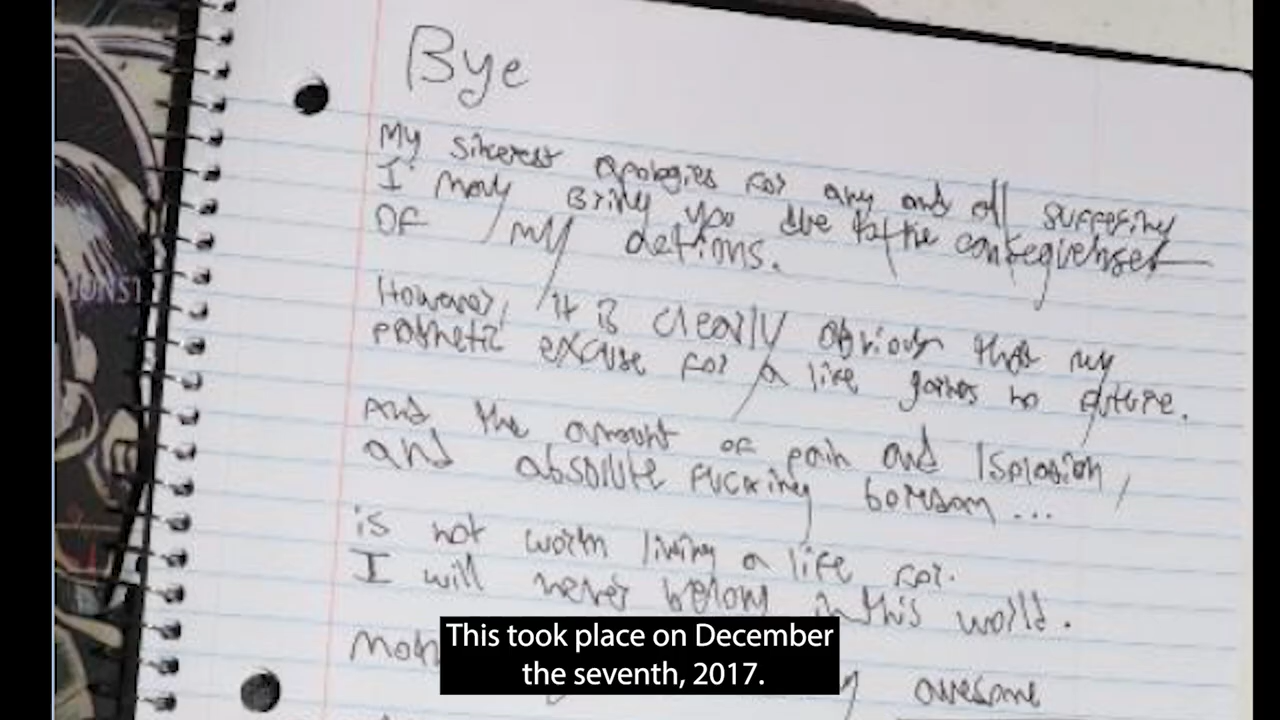 Bye
My sincerest apologies for any and all suffering
I may Bring you due to the consequenses
OF my actions.
However, it is clearly obvious that my
pathetic excuse for a life gains no future.
And the amount of pain and Isolation,
and absolute Fucking boredom ...
is not worth living a life for.
I will never belong in this world.
awesome
UNST
This took place on December
the seventh, 2017.